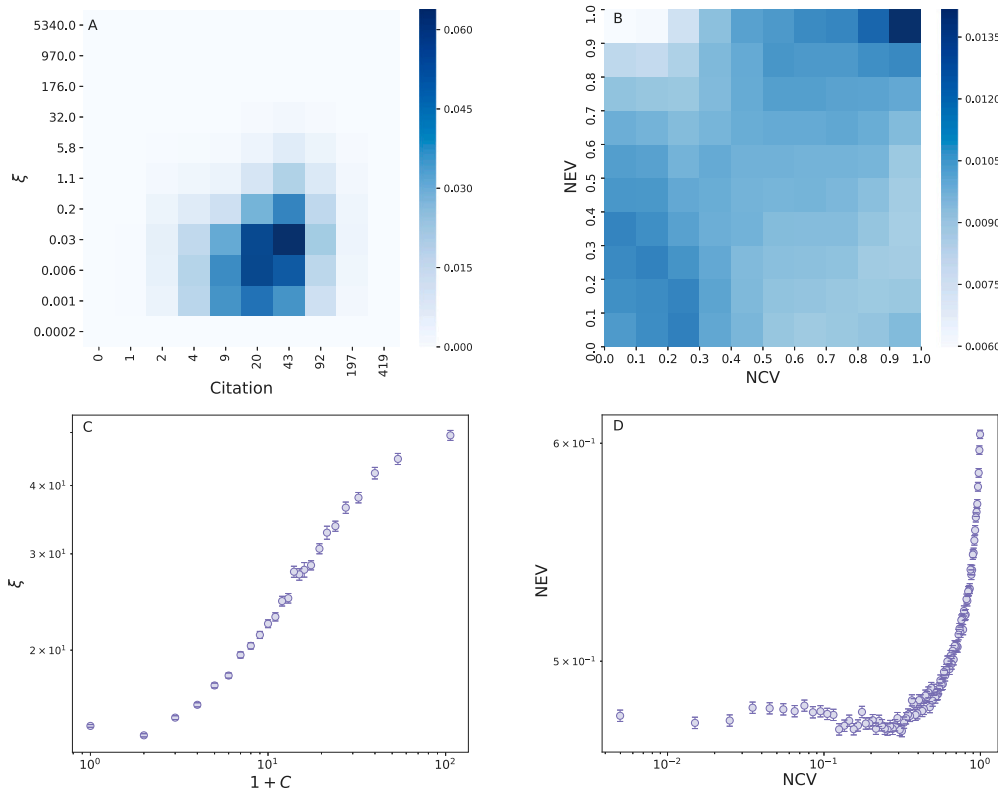 A
ξ
5340.0
970.0
176.0
32.0
5.8
1.1
0.2
0.03
0.006
0.001
0.0002
0 1 2 4 9 20 43 92 197 419
Citation
0.060
0.045
0.030
0.015
0.000
B
NEV
1.0
0.9
0.8
0.7
0.6
0.5
0.4
0.3
0.2
0.1
0.0
0.0 0.1 0.2 0.3 0.4 0.5 0.6 0.7 0.8 0.9 1.0
NCV
0.0135
0.0120
0.0105
0.0090
0.0075
0.0060
C
ξ
4 × 10¹
3 × 10¹
2 × 10¹
10⁰ 10¹ 10²
1 + C
D
NEV
6 × 10⁻¹
5 × 10⁻¹
10⁻² 10⁻¹ 10⁰
NCV